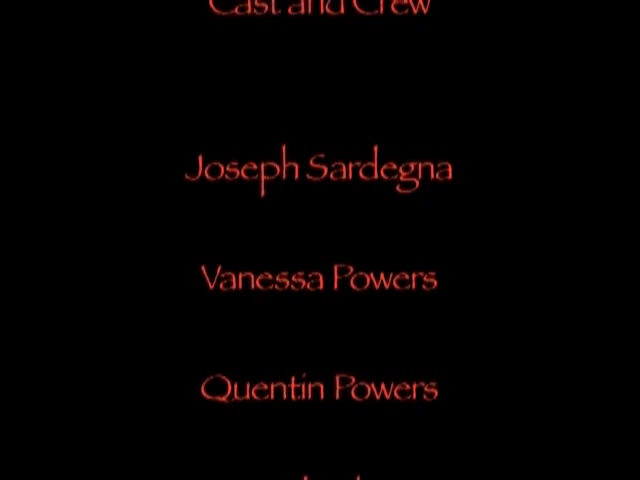 Cast and Crew
Joseph Sardegna
Vanessa Powers
Quentin Powers